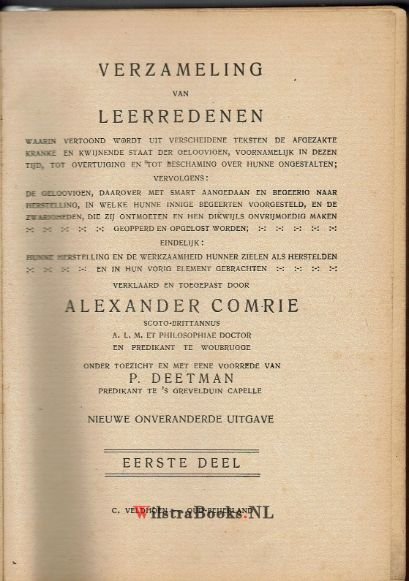 VERZAMELING
VAN
LEERREDENEN
WAARIN VERTOOND WORDT UIT VERSCHEIDENE TEKSTEN DE AFGEZAKTE
KRANKE EN KWIJNENDE STAAT DER GELOOVIGEN, VOORNAMELIJK IN DEZEN
TIJD, TOT OVERTUIGING EN TOT BESCHAMING OVER HUNNE ONGESTALTEN;
VERVOLGENS:
DE GELOOVIGEN, DAAROVER MET SMART AANGEDAAN EN BEGEERIG NAAR
HERSTELLING, IN WELKE HUNNE INNIGE BEGEERTEN VOORGESTELD, EN DE
ZWARIGHEDEN, DIE ZIJ ONTMOETEN EN HEN DIKWIJLS ONVRIJMOEDIG MAKEN
GEOPPERD EN OPGELOST WORDEN;
EINDELIJK:
HUNNE HERSTELLING EN DE WERKZAAMHEID HUNNER ZIELEN ALS HERSTELDEN
EN IN HUN VORIG ELEMENT GEBRACHTEN
VERKLAARD EN TOEGEPAST DOOR
ALEXANDER COMRIE
SCOTO-BRITTANNUS
A. L. M. ET PHILOSOPHIAE DOCTOR
EN PREDIKANT TE WOUBRUGGE
ONDER TOEZICHT EN MET EENE VOORREDE VAN
P. DEETMAN
PREDIKANT TE 'S GREVELDUIN CAPELLE
NIEUWE ONVERANDERDE UITGAVE
EERSTE DEEL
C. VELDHOEN — OUD-BEIJERLAND
WilstraBooks.NL